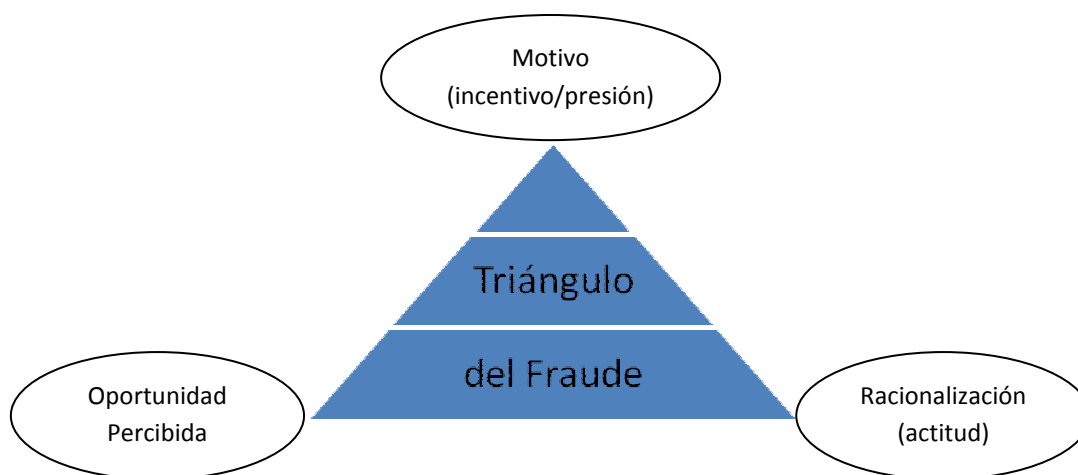 Motivo
(incentivo/presión)
Triángulo
del Fraude
Oportunidad
Percibida
Racionalización
(actitud)